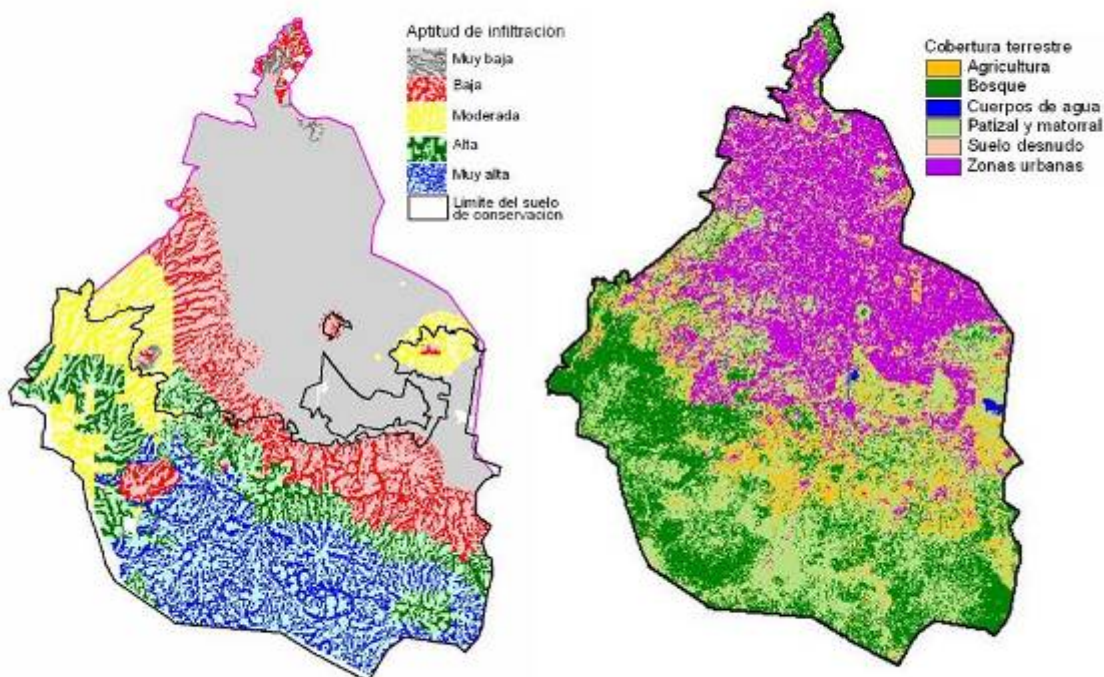 Aptitud de infiltración
Muy baja
Baja
Moderada
Alta
Muy alta
Límite del suelo
de conservación
Cobertura terrestre
Agricultura
Bosque
Cuerpos de agua
Patizal y matorral
Suelo desnudo
Zonas urbanas